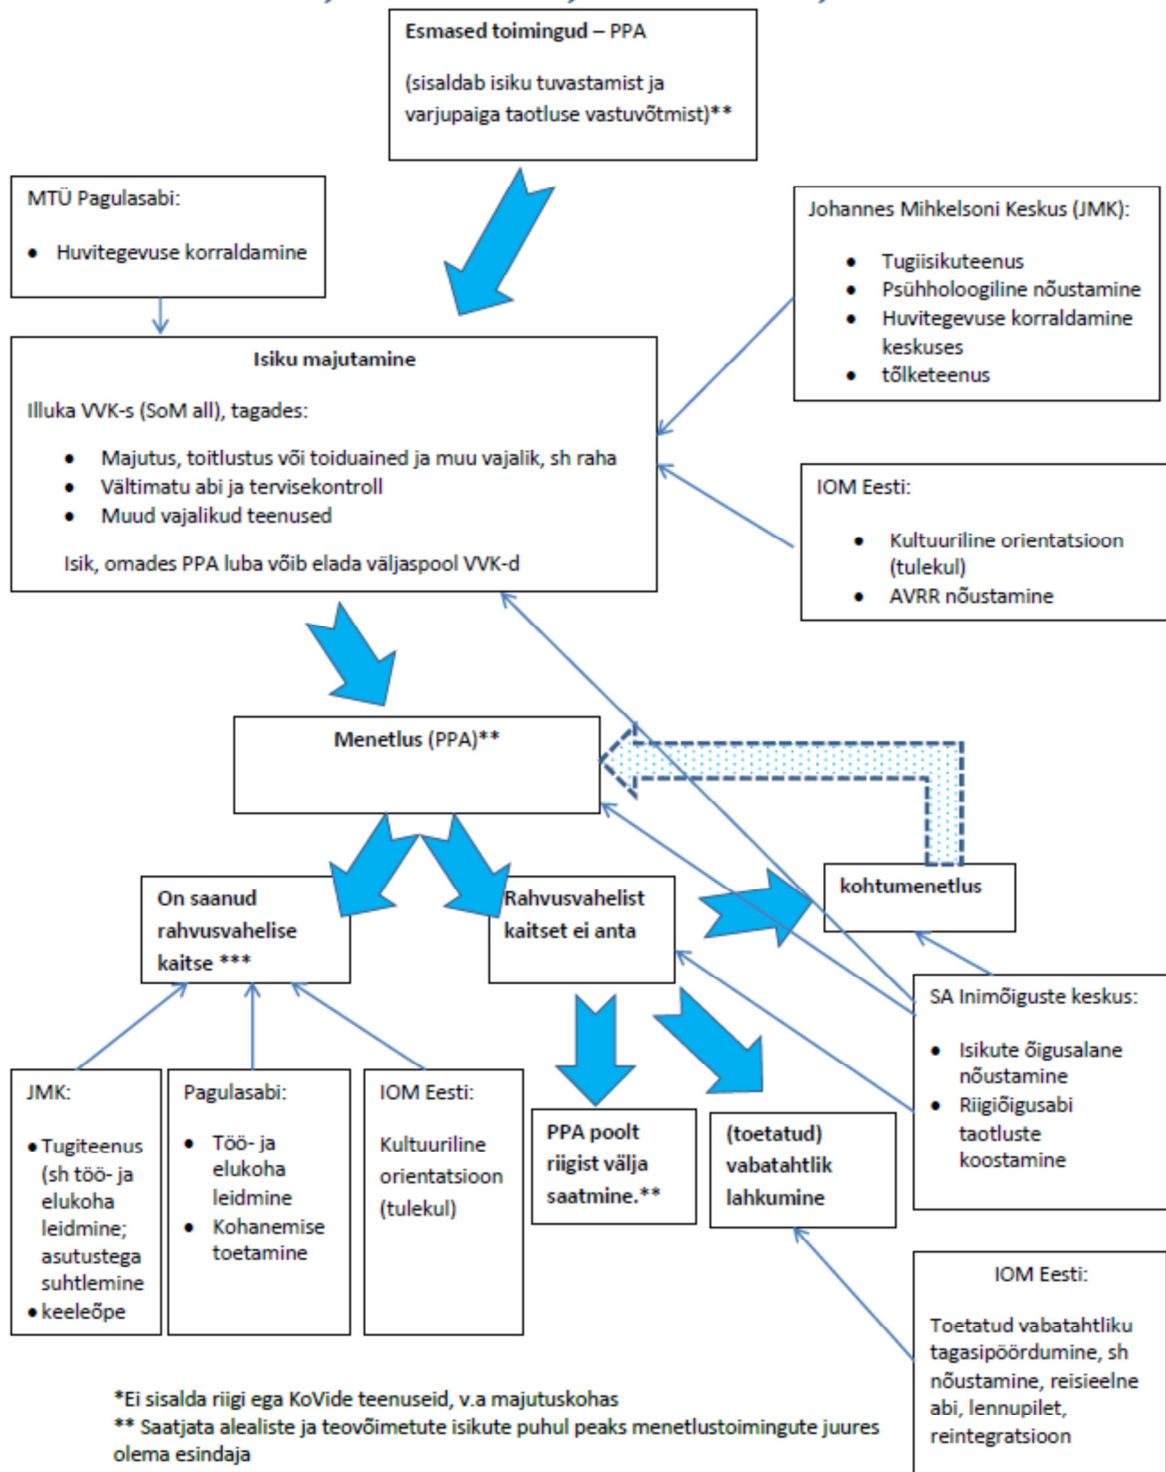 Esmased toimingud – PPA
(sisaldab isiku tuvastamist ja
varjupaiga taotluse vastuvõtmist)**
MTÜ Pagulasabi:
• Huvitegevuse korraldamine
Johannes Mihkelsoni Keskus (JMK):
• Tugiisikuteenus
• Psühholoogiline nõustamine
• Huvitegevuse korraldamine
keskuses
• tõlketeenus
Isiku majutamine
Illuka VVK-s (SoM all), tagades:
• Majutus, toitlustus või toiduained ja muu vajalik, sh raha
• Vältimatu abi ja tervisekontroll
• Muud vajalikud teenused
Isik, omades PPA luba võib elada väljaspool VVK-d
IOM Eesti:
• Kultuuriline orientatsioon
(tulekul)
• AVRR nõustamine
Menetlus (PPA)**
On saanud
rahvusvahelise
kaitse ***
Rahvusvahelist
kaitset ei anta
kohtumenetlus
SA Inimõiguste keskus:
• Isikute õigusalane
nõustamine
• Riigiõigusabi
taotluste
koostamine
JMK:
• Tugiteenus
(sh töö- ja
elukoha
leidmine;
asutustega
suhtlemine
• keeleõpe
Pagulasabi:
• Töö- ja
elukoha
leidmine
• Kohanemise
toetamine
IOM Eesti:
Kultuuriline
orientatsioon
(tulekul)
PPA poolt
riigist välja
saatmine.**
(toetatud)
vabatahtlik
lahkumine
IOM Eesti:
Toetatud vabatahtliku
tagasipöördumine, sh
nõustamine, reisieelne
abi, lennupilet,
reintegratsioon
*Ei sisalda riigi ega KoVide teenuseid, v.a majutuskohas
** Saatjata alealiste ja teovõimetute isikute puhul peaks menetlustoimingute juures
olema esindaja